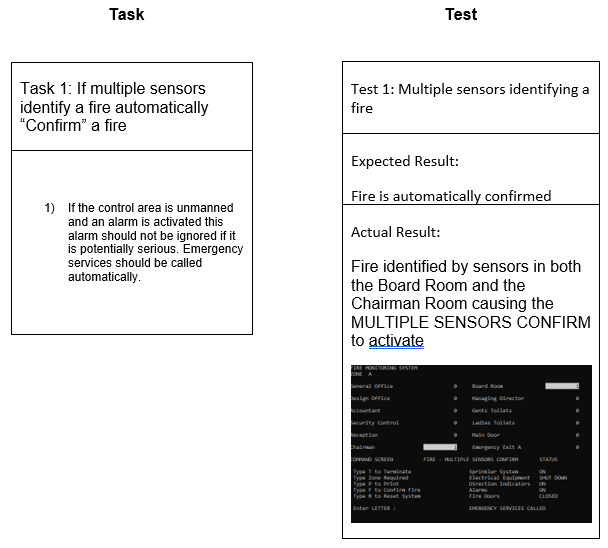 Task
Test
Task 1: If multiple sensors
identify a fire automatically
“Confirm” a fire
1) If the control area is unmanned
and an alarm is activated this
alarm should not be ignored if it
is potentially serious. Emergency
services should be called
automatically.
Test 1: Multiple sensors identifying a
fire
Expected Result:
Fire is automatically confirmed
Actual Result:
Fire identified by sensors in both
the Board Room and the
Chairman Room causing the
MULTIPLE SENSORS CONFIRM
to activate
FIRE MONITORING SYSTEM
ZONE A
General Office 0 Board Room 1
Design Office 0 Managing Director 0
Accountant 0 Gents Toilets 0
Security Control 0 Ladies Toilets 0
Reception 0 Main Door 0
Chairman 1 Emergency Exit A 0
COMMAND SCREEN FIRE - MULTIPLE SENSORS CONFIRM STATUS
Type T to Terminate Sprinkler System ON
Type Zone Required Electrical Equipment SHUT DOWN
Type P to Print Direction Indicators ON
Type F to Confirm Fire Alarms ON
Type R to Reset System Fire Doors CLOSED
Enter LETTER : EMERGENCY SERVICES CALLED